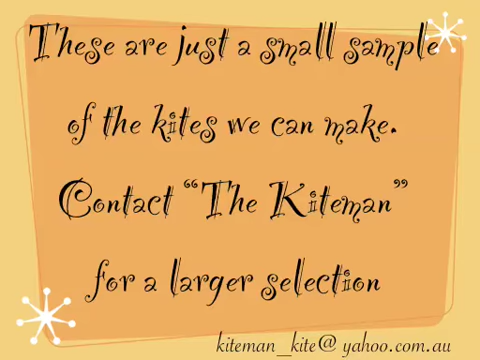 These are just a small sample
of the kites we can make.
Contact "The Kiteman"
for a larger selection
kiteman_kite@yahoo.com.au